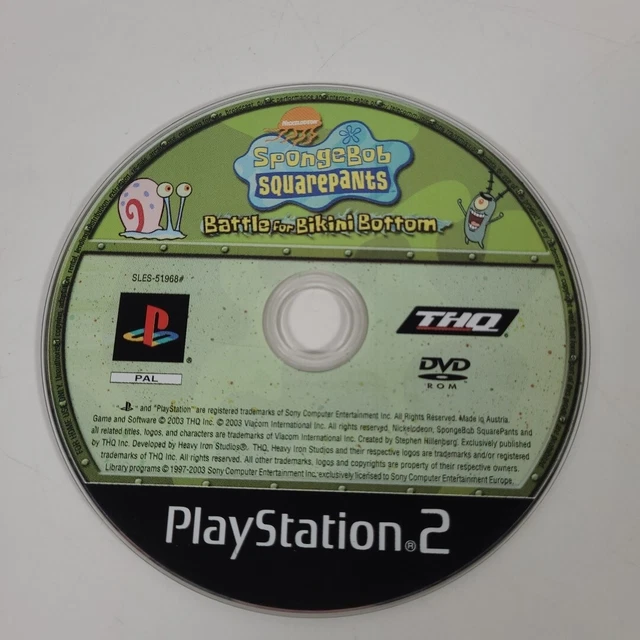 NICKELODEON
SpongeBob
SQUAREPANTS
Battle for Bikini Bottom
SLES-51968#
THQ
DVD
ROM
PAL
and "PlayStation" are registered trademarks of Sony Computer Entertainment Inc. All Rights Reserved. Made in Austria.
Game and Software © 2003 THQ Inc. © 2003 Viacom International Inc. All rights reserved. Nickelodeon, SpongeBob SquarePants and
all related titles, logos, and characters are trademarks of Viacom International Inc. Created by Stephen Hillenberg. Exclusively published
by THQ Inc. Developed by Heavy Iron Studios®. THQ, Heavy Iron Studios and their respective logos are trademarks and/or registered
trademarks of THQ Inc. All rights reserved. All other trademarks, logos and copyrights are property of their respective owners.
Library programs © 1997-2003 Sony Computer Entertainment Inc. exclusively licensed to Sony Computer Entertainment Europe.
PlayStation®2